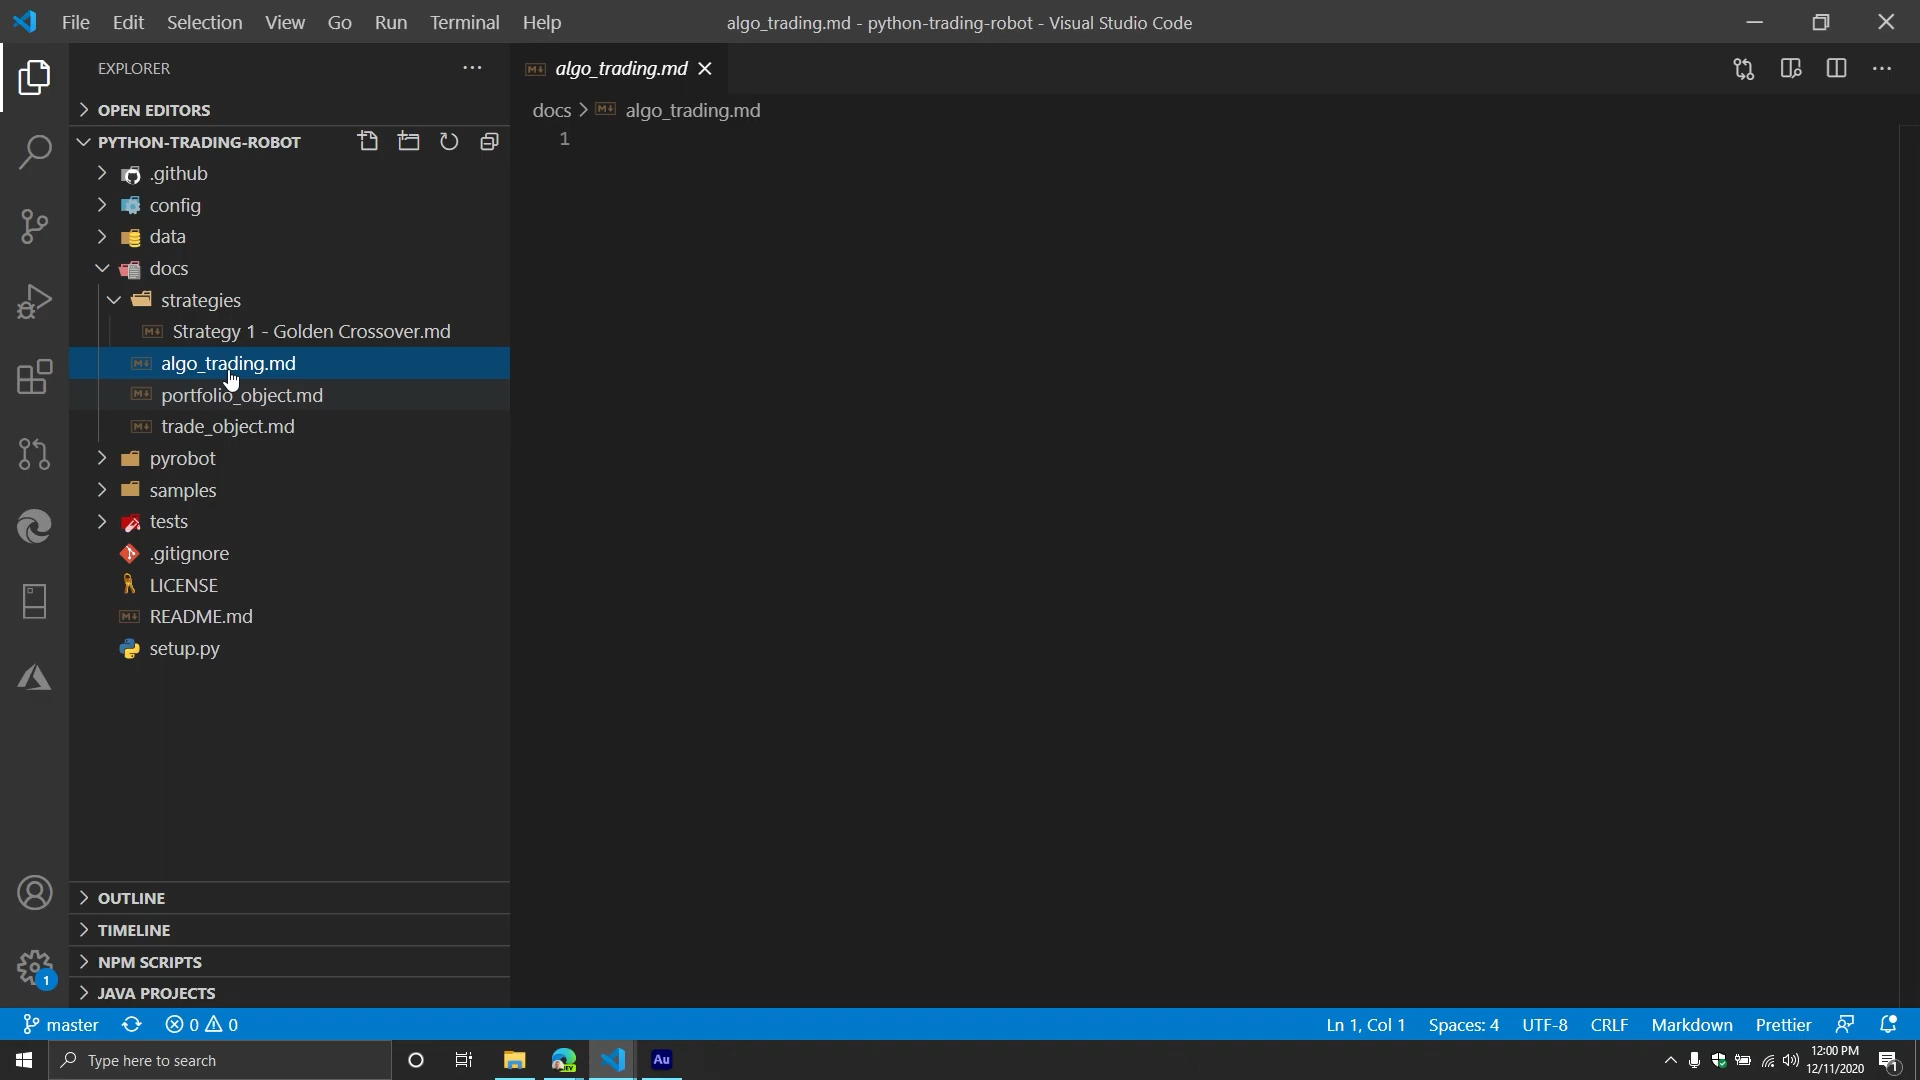 File Edit Selection View Go Run Terminal Help
algo_trading.md - python-trading-robot - Visual Studio Code
EXPLORER
OPEN EDITORS
PYTHON-TRADING-ROBOT
.github
config
data
docs
strategies
Strategy 1 - Golden Crossover.md
algo_trading.md
portfolio_object.md
trade_object.md
pyrobot
samples
tests
.gitignore
LICENSE
README.md
setup.py
OUTLINE
TIMELINE
NPM SCRIPTS
JAVA PROJECTS
algo_trading.md
docs > algo_trading.md
1
1
master 0 0
Ln 1, Col 1 Spaces: 4 UTF-8 CRLF Markdown Prettier
Type here to search
DEV
Au
12:00 PM
12/11/2020
1